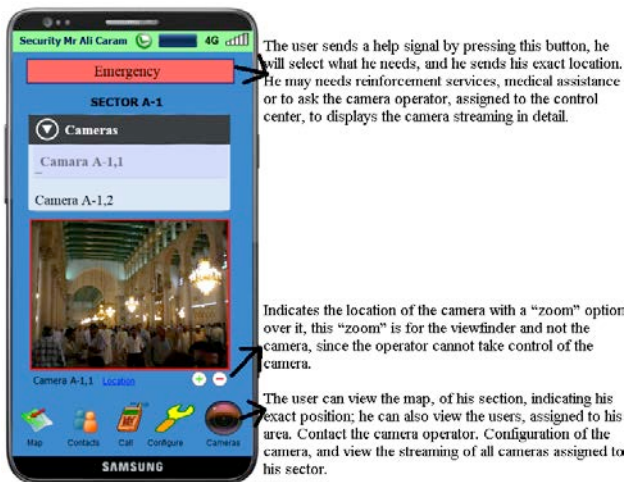 Security Mr Ali Caram 4G
Emergency
SECTOR A-1
Cameras
Camara A-1,1
Camera A-1,2
Camera A-1,1 Location
Map Contacts Call Configure Cameras
SAMSUNG
The user sends a help signal by pressing this button, he
will select what he needs, and he sends his exact location.
He may needs reinforcement services, medical assistance
or to ask the camera operator, assigned to the control
center, to displays the camera streaming in detail.
Indicates the location of the camera with a “zoom” option
over it, this “zoom” is for the viewfinder and not the
camera, since the operator cannot take control of the
camera.
The user can view the map, of his section, indicating his
exact position; he can also view the users, assigned to his
area. Contact the camera operator. Configuration of the
camera, and view the streaming of all cameras assigned to
his sector.